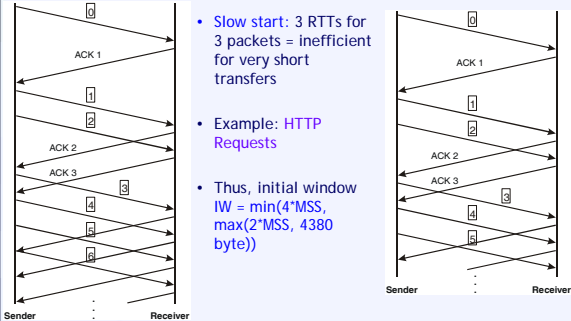 0
ACK 1
1
2
ACK 2
ACK 3
3
4
5
6
Sender
Receiver
• Slow start: 3 RTTs for
3 packets = inefficient
for very short
transfers
• Example: HTTP
Requests
• Thus, initial window
IW = min(4*MSS,
max(2*MSS, 4380
byte))
0
ACK 1
1
2
ACK 2
ACK 3
3
4
5
Sender
Receiver